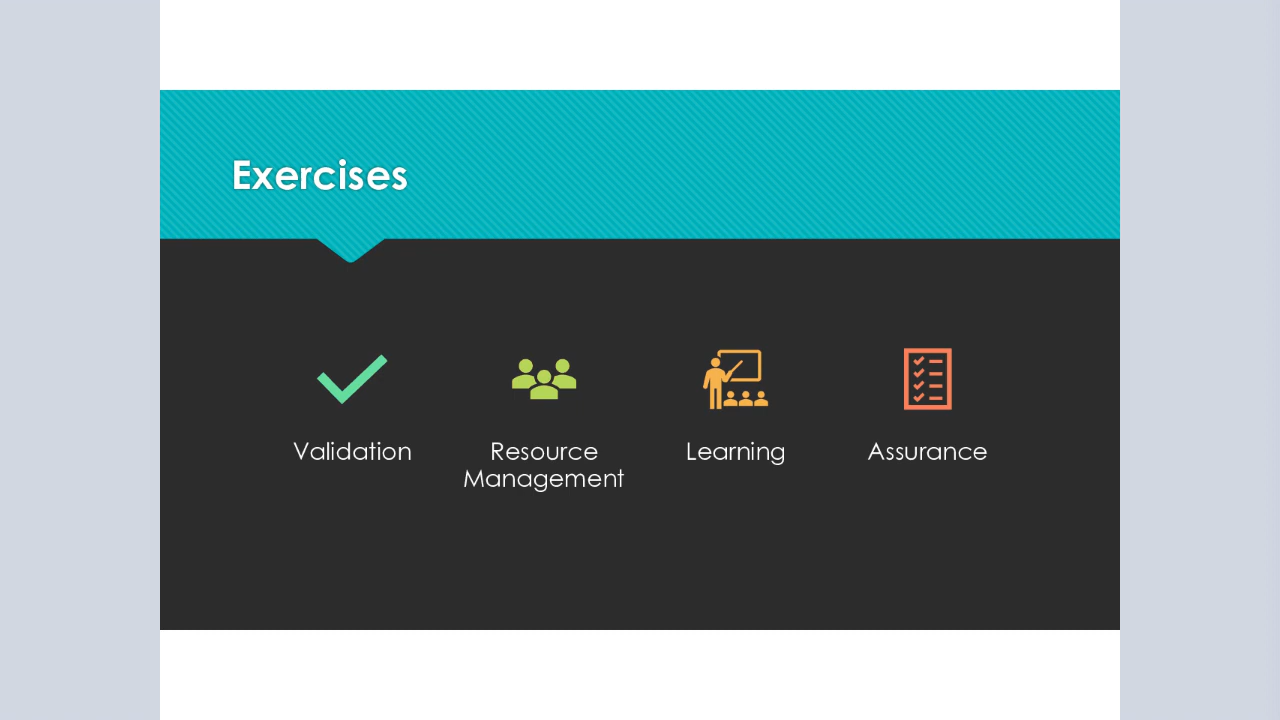 Exercises
Validation
Resource
Management
Learning
Assurance